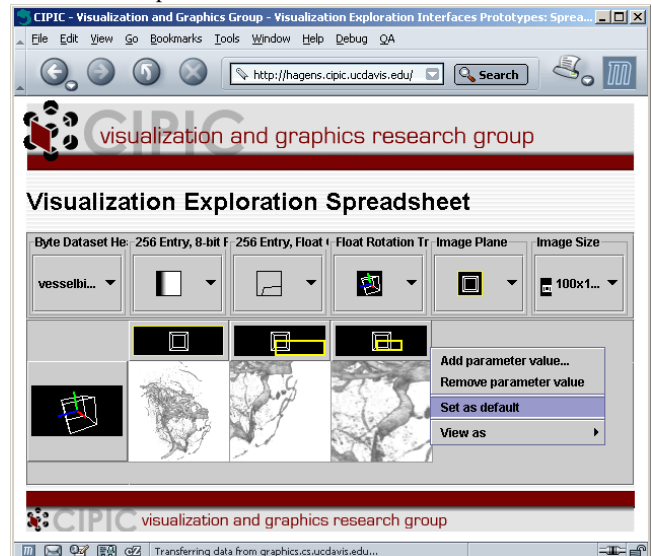 CIPIC - Visualization and Graphics Group - Visualization Exploration Interfaces Prototypes: Sprea...
File Edit View Go Bookmarks Tools Window Help Debug QA
http://hagens.cipic.ucdavis.edu/ Search
CIPIC
visualization and graphics research group
Visualization Exploration Spreadsheet
Byte Dataset He 256 Entry, 8-bit F 256 Entry, Float Float Rotation Tr Image Plane Image Size
vesselbi... 100x1...
Add parameter value...
Remove parameter value
Set as default
View as
CIPIC visualization and graphics research group
Transferring data from graphics.cs.ucdavis.edu...